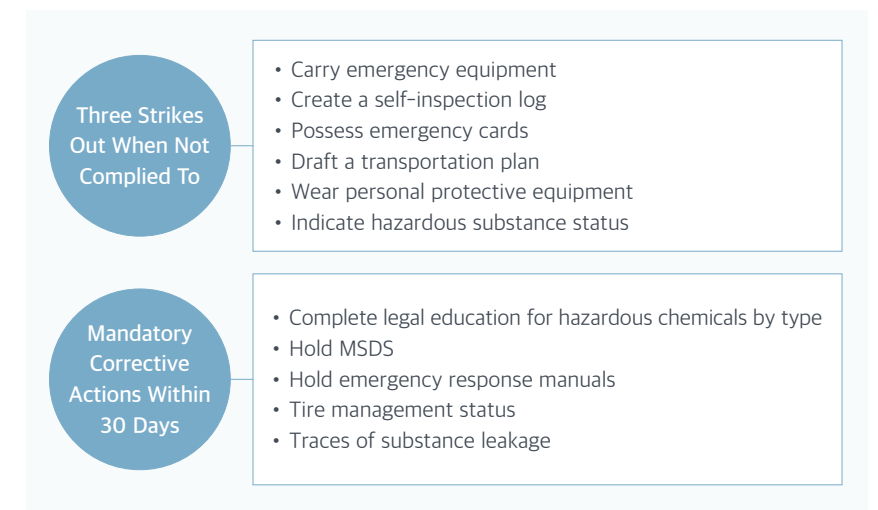 Three Strikes
Out When Not
Complied To
• Carry emergency equipment
• Create a self-inspection log
• Possess emergency cards
• Draft a transportation plan
• Wear personal protective equipment
• Indicate hazardous substance status
Mandatory
Corrective
Actions Within
30 Days
• Complete legal education for hazardous chemicals by type
• Hold MSDS
• Hold emergency response manuals
• Tire management status
• Traces of substance leakage